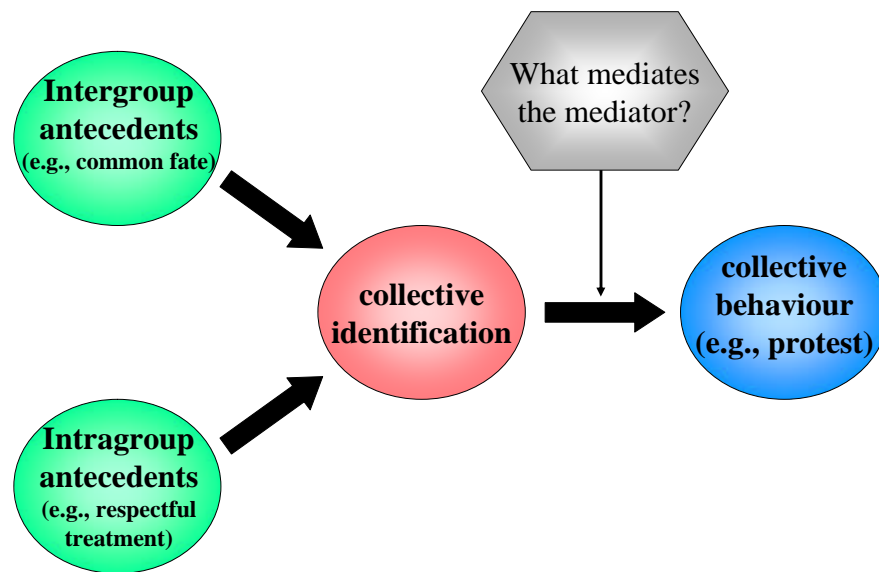 Intergroup
antecedents
(e.g., common fate)
What mediates
the mediator?
collective
identification
collective
behaviour
(e.g., protest)
Intragroup
antecedents
(e.g., respectful
treatment)